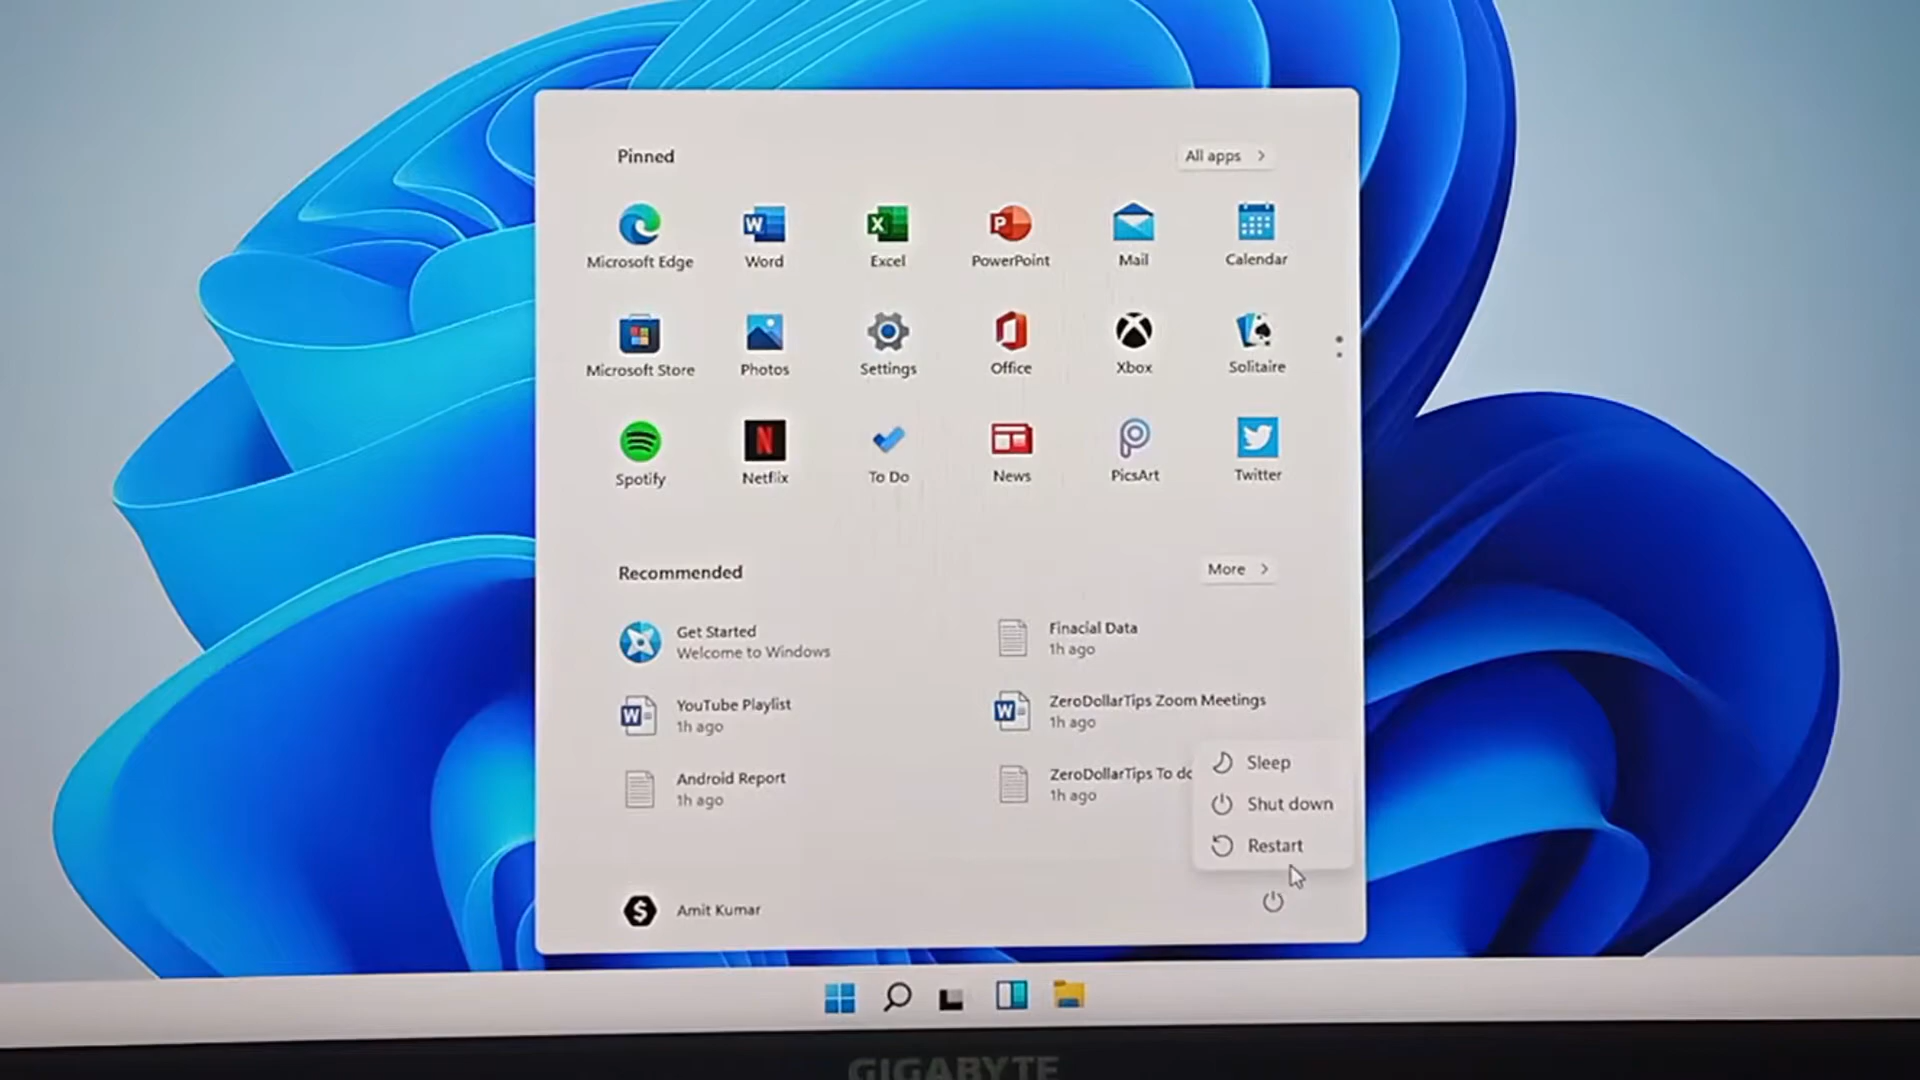 Pinned
All apps >
Microsoft Edge
Word
Excel
PowerPoint
Mail
Calendar
Microsoft Store
Photos
Settings
Office
Xbox
Solitaire
Spotify
Netflix
To Do
News
PicsArt
Twitter
Recommended
More >
Get Started
Welcome to Windows
Finacial Data
1h ago
YouTube Playlist
1h ago
ZeroDollarTips Zoom Meetings
1h ago
Android Report
1h ago
ZeroDollarTips To do
1h ago
Sleep
Shut down
Restart
Amit Kumar
GIGABYTE